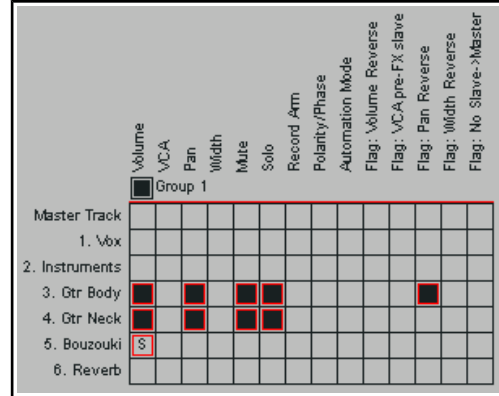 Volume
VCA
Pan
Width
Mute
Solo
Record Arm
Polarity/Phase
Automation Mode
Flag: Volume Reverse
Flag: VCA pre-FX slave
Flag: Pan Reverse
Flag: Width Reverse
Flag: No Slave->Master
Group 1
Master Track
1. Vox
2. Instruments
3. Gtr Body
4. Gtr Neck
5. Bouzouki S
6. Reverb